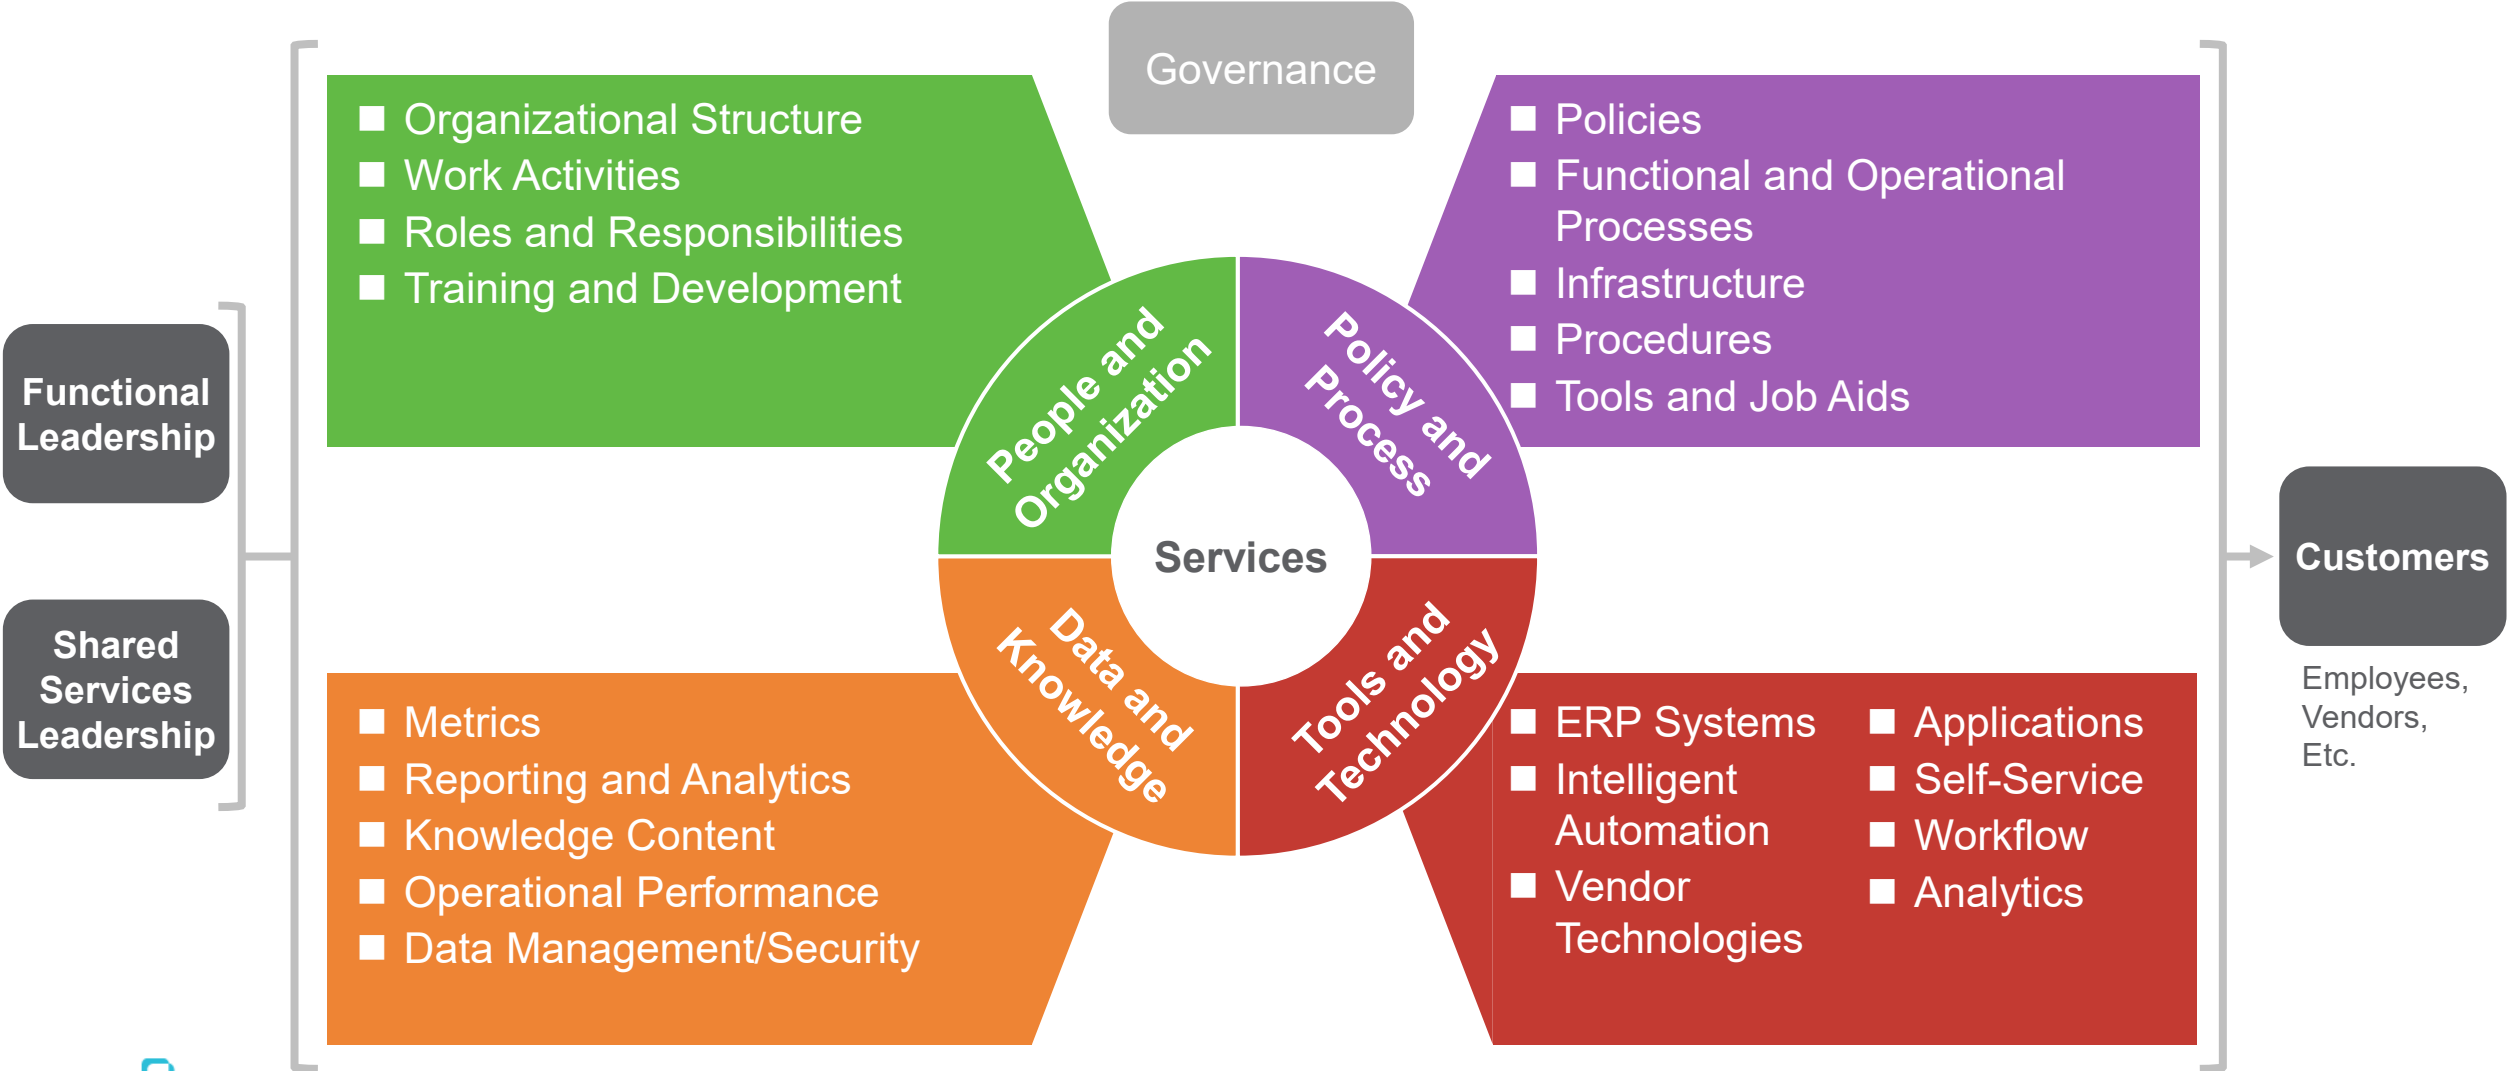 Governance
Organizational Structure
Work Activities
Roles and Responsibilities
Training and Development
Policies
Functional and Operational
Processes
Infrastructure
Procedures
Tools and Job Aids
Functional
Leadership
Shared
Services
Leadership
People and
Organization
Policy and
Process
Services
Data and
Knowledge
Tools and
Technology
Customers
Employees,
Vendors,
Etc.
Metrics
Reporting and Analytics
Knowledge Content
Operational Performance
Data Management/Security
ERP Systems
Intelligent
Automation
Vendor
Technologies
Applications
Self-Service
Workflow
Analytics